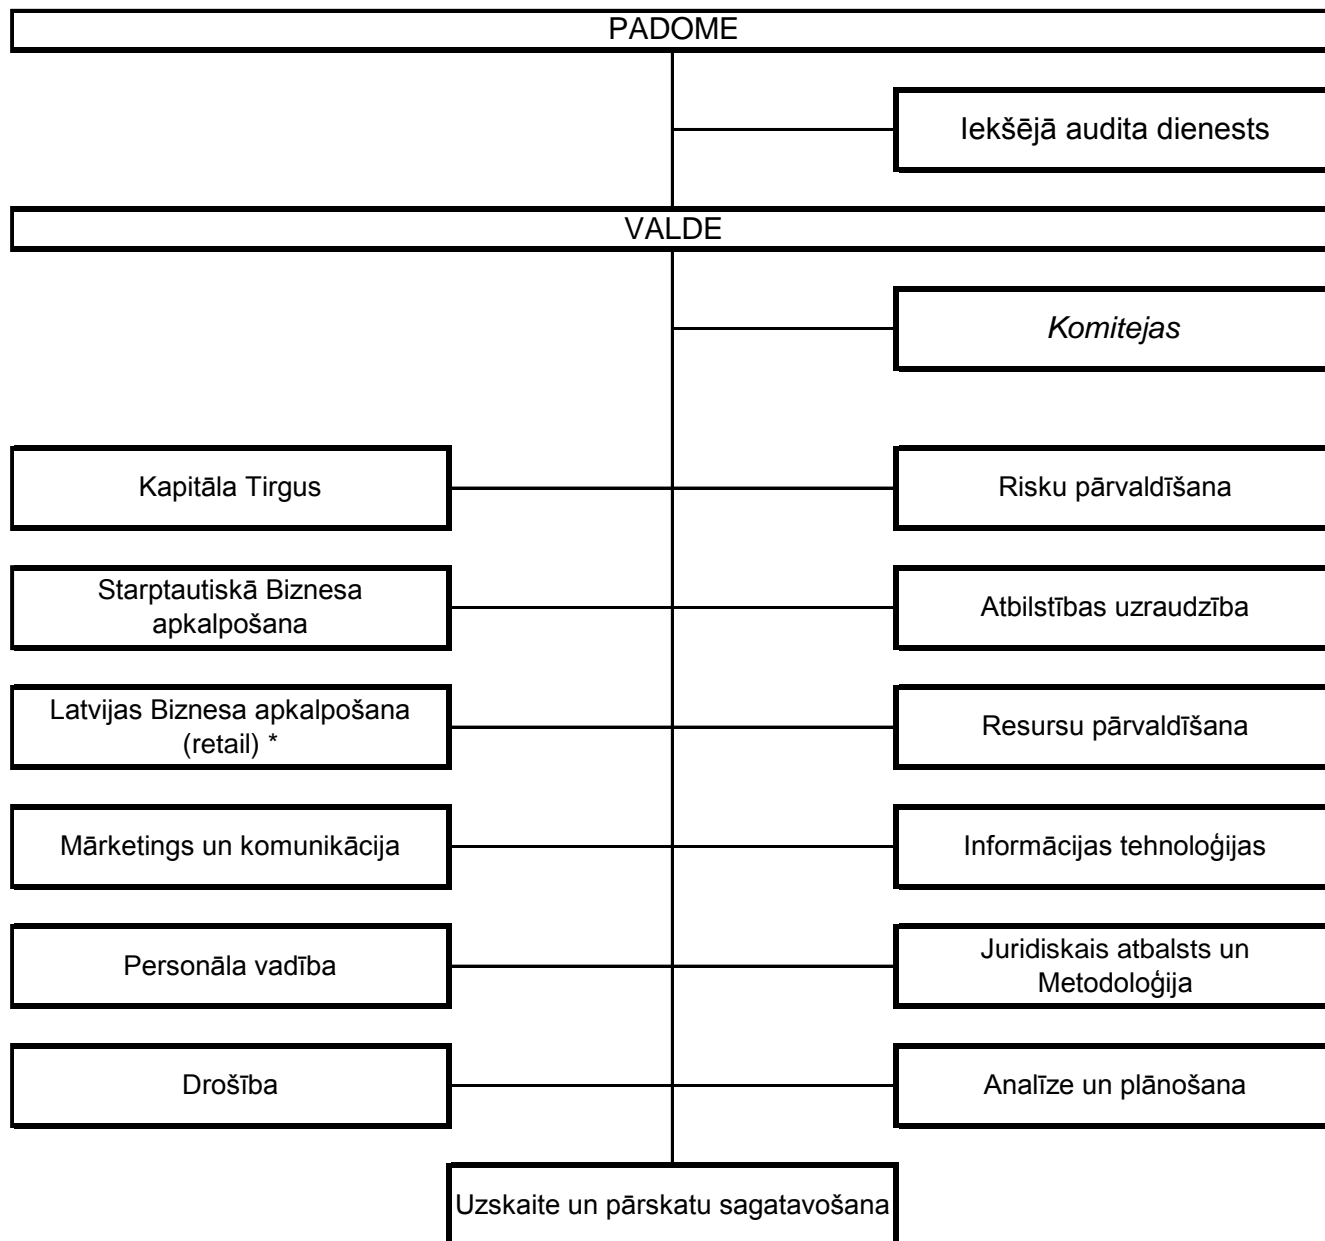 PADOME
Iekšējā audita dienests
VALDE
Komitejas
Kapitāla Tirgus
Risku pārvaldīšana
Starptautiskā Biznesa
apkalpošana
Atbilstības uzraudzība
Latvijas Biznesa apkalpošana
(retail) *
Resursu pārvaldīšana
Mārketings un komunikācija
Informācijas tehnoloģijas
Personāla vadība
Juridiskais atbalsts un
Metodoloģija
Drošība
Analīze un plānošana
Uzskaite un pārskatu sagatavošana